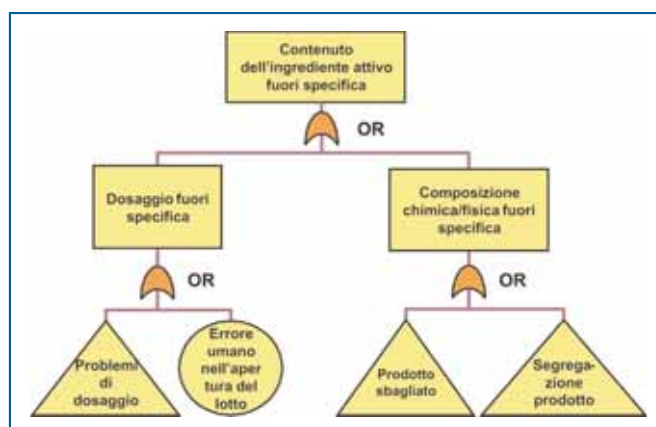 Contenuto
dell'ingrediente attivo
fuori specifica
OR
Dosaggio fuori
specifica
Composizione
chimica/fisica fuori
specifica
OR
OR
Problemi
di
dosaggio
Errore
umano
nell'aper
tura del
lotto
Prodotto
sbagliato
Segrega-
zione
prodotto